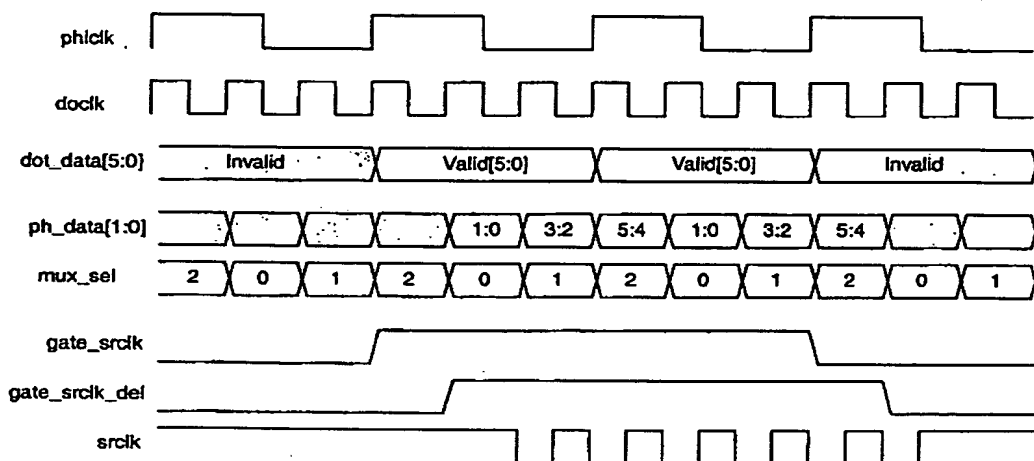 phiclk
doclk
dot_data[5:0}
Invalid Valid[5:0] Valid[5:0] Invalid
ph_data[1:0]
1:0 3:2 5:4 1:0 3:2 5:4
mux_sel
2 0 1 2 0 1 2 0 1 2 0 1
gate_srclk
gate_srclk_del
srclk